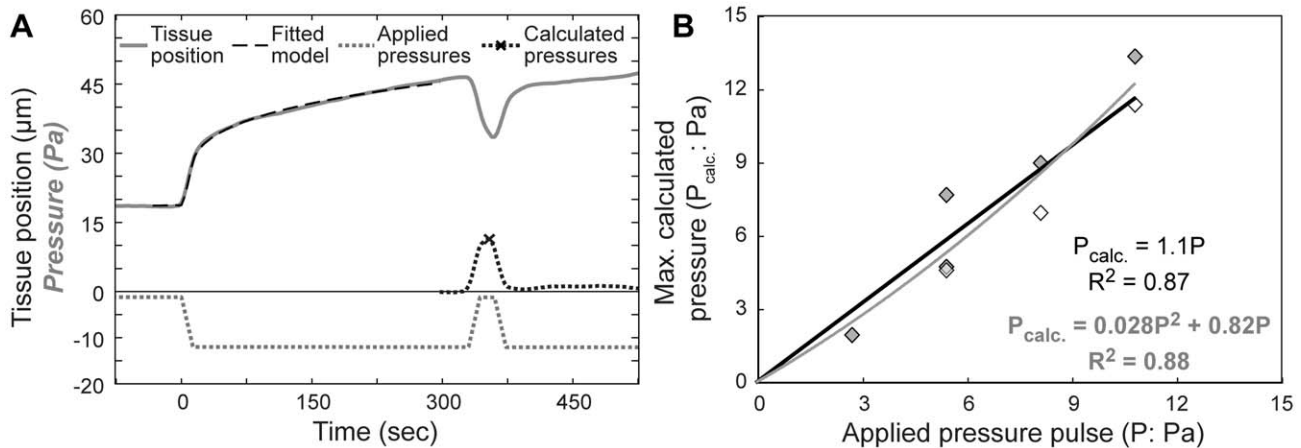 A
Tissue position
Fitted model
Applied pressures
Calculated pressures
Tissue position (µm)
Pressure (Pa)
60
45
30
15
0
-10
-20
0
150
300
450
Time (sec)
B
Max. calculated
pressure (Pcalc.: Pa)
15
12
9
6
3
0
Pcalc. = 1.1P
R² = 0.87
Pcalc. = 0.028P² + 0.82P
R² = 0.88
0
3
6
9
12
15
Applied pressure pulse (P: Pa)